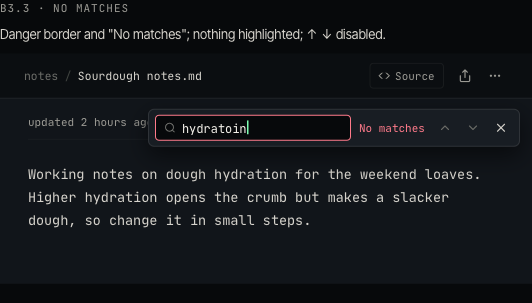 B3.3 · NO MATCHES
Danger border and "No matches"; nothing highlighted; ↑ ↓ disabled.
notes / Sourdough notes.md
Source
updated 2 hours ag
hydratoin
No matches
Working notes on dough hydration for the weekend loaves.
Higher hydration opens the crumb but makes a slacker
dough, so change it in small steps.